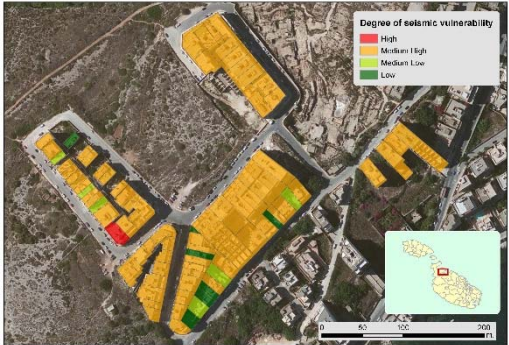 Degree of seismic vulnerability
High
Medium High
Medium Low
Low
0 50 100 200
m